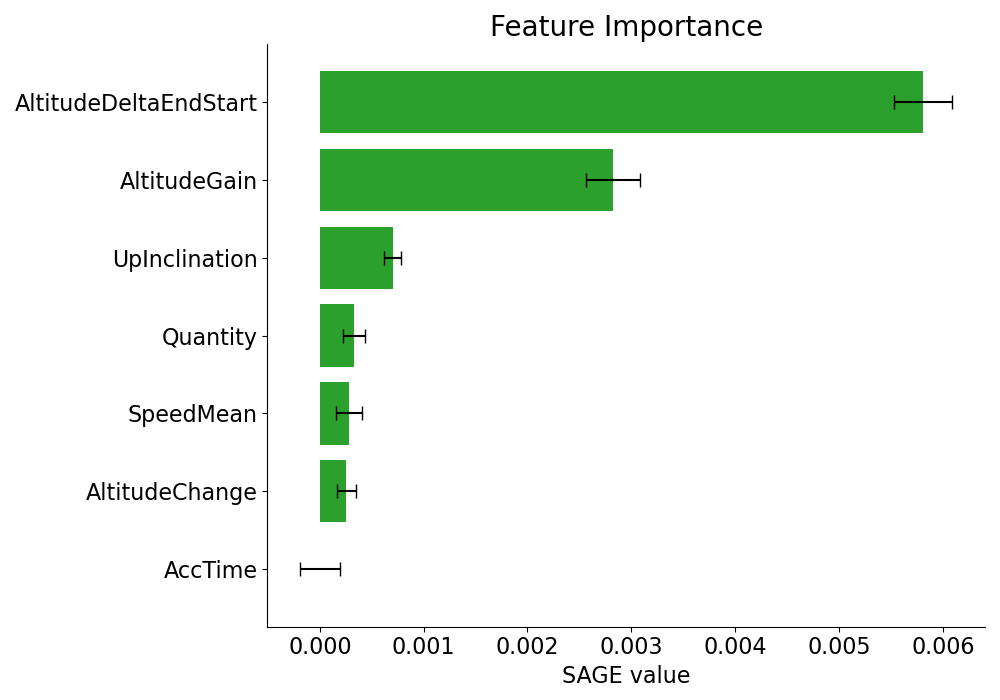 Feature Importance
AltitudeDeltaEndStart
AltitudeGain
UpInclination
Quantity
SpeedMean
AltitudeChange
AccTime
0.000 0.001 0.002 0.003 0.004 0.005 0.006
SAGE value